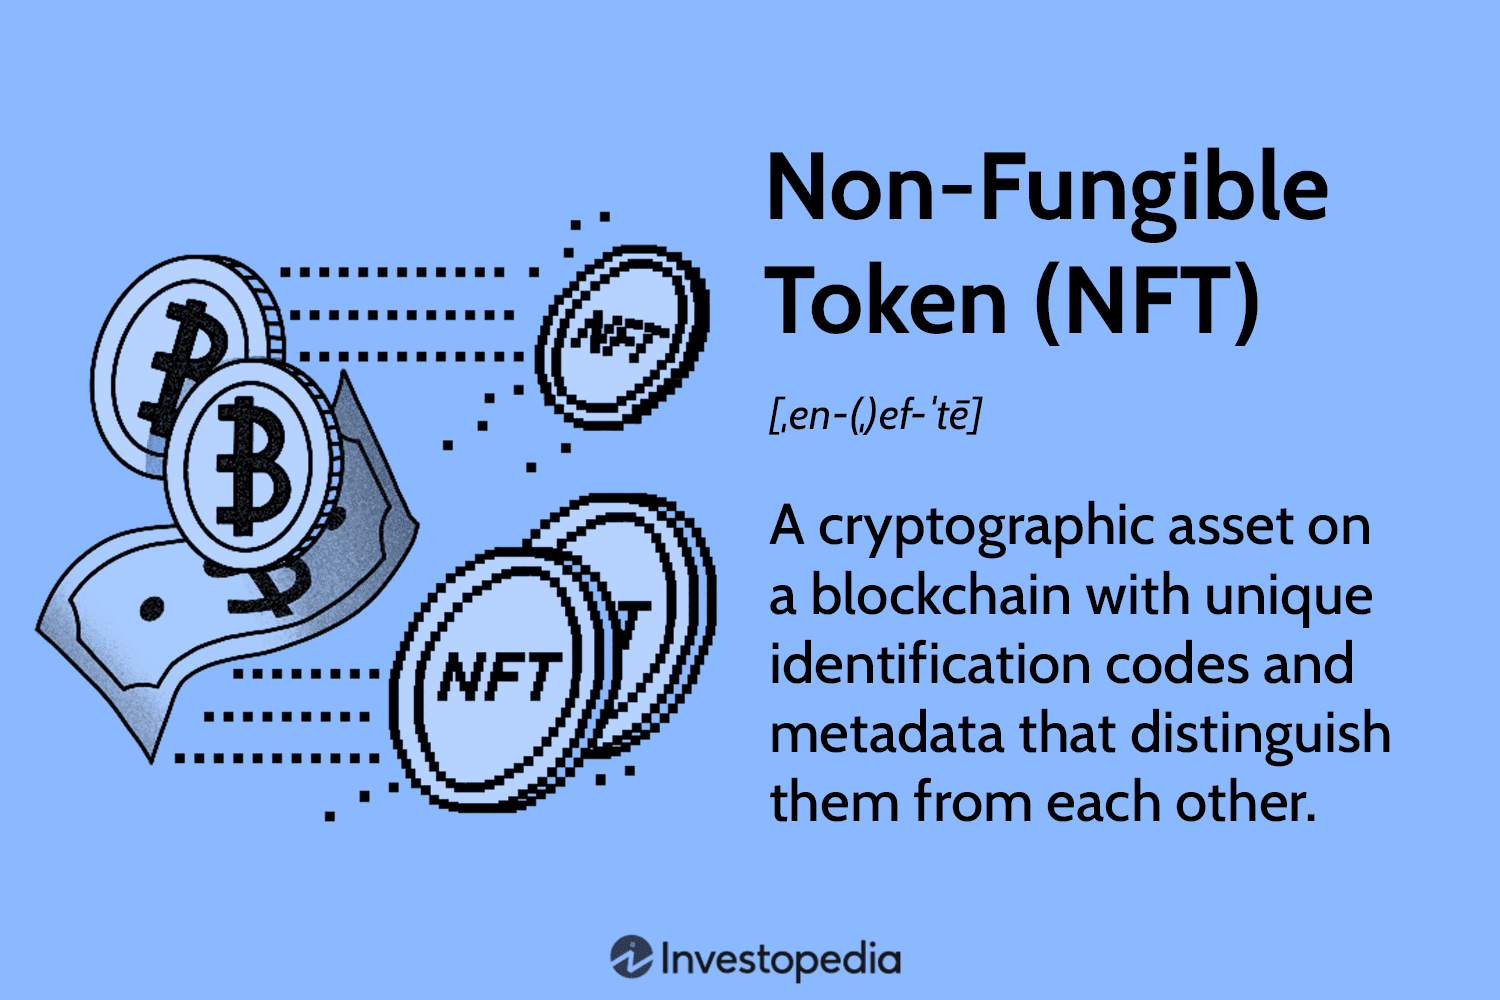 Non-Fungible
Token (NFT)
[ˌen-(ˌ)ef-ˈtē]
A cryptographic asset on
a blockchain with unique
identification codes and
metadata that distinguish
them from each other.
NFT
NFT
T
Investopedia